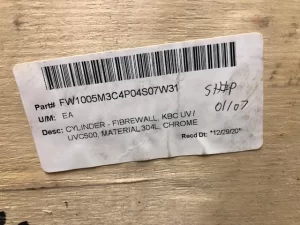 Part# FW1005M3C4P04S07W31
U/M: EA
Desc: CYLINDER - FIBREWALL, KBC UV /
UVC500, MATERIAL 304L, CHROME
Recd Dt: *12/29/20*
SHOP
01/07